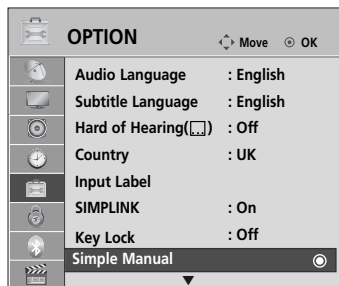 OPTION Move OK
Audio Language : English
Subtitle Language : English
Hard of Hearing( ) : Off
Country : UK
Input Label
SIMPLINK : On
Key Lock : Off
Simple Manual